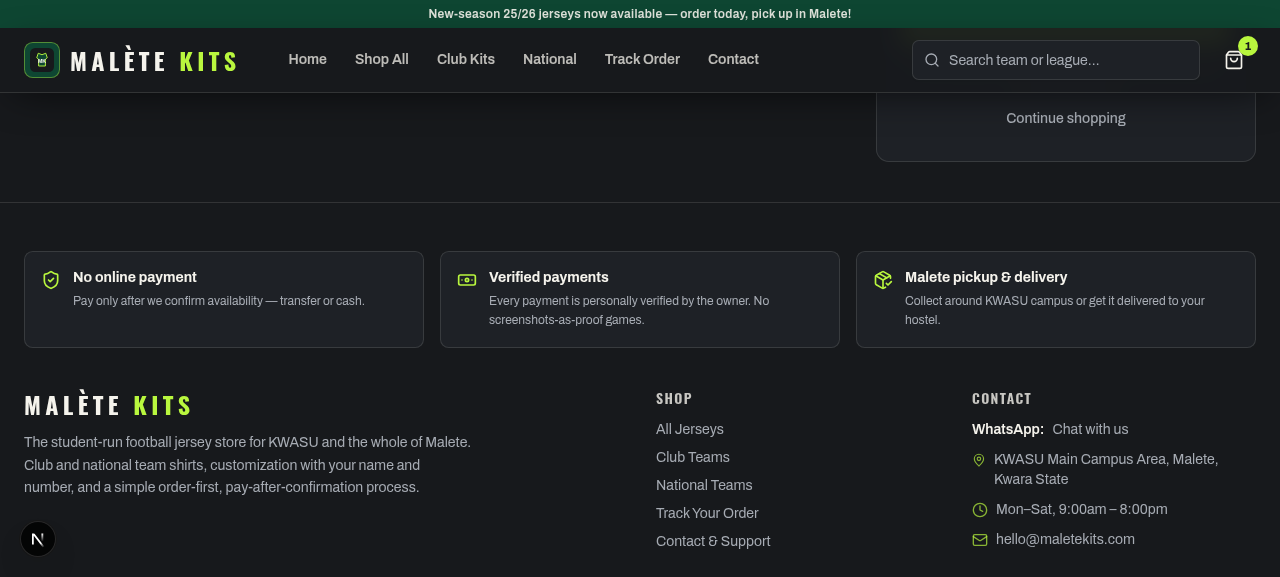 New-season 25/26 jerseys now available — order today, pick up in Malete!
MALÈTE KITS
Home
Shop All
Club Kits
National
Track Order
Contact
Search team or league...
1
Continue shopping
No online payment
Pay only after we confirm availability — transfer or cash.
Verified payments
Every payment is personally verified by the owner. No
screenshots-as-proof games.
Malete pickup & delivery
Collect around KWASU campus or get it delivered to your
hostel.
MALÈTE KITS
The student-run football jersey store for KWASU and the whole of Malete.
Club and national team shirts, customization with your name and
number, and a simple order-first, pay-after-confirmation process.
SHOP
All Jerseys
Club Teams
National Teams
Track Your Order
Contact & Support
CONTACT
WhatsApp: Chat with us
KWASU Main Campus Area, Malete,
Kwara State
Mon–Sat, 9:00am – 8:00pm
hello@maletekits.com
N